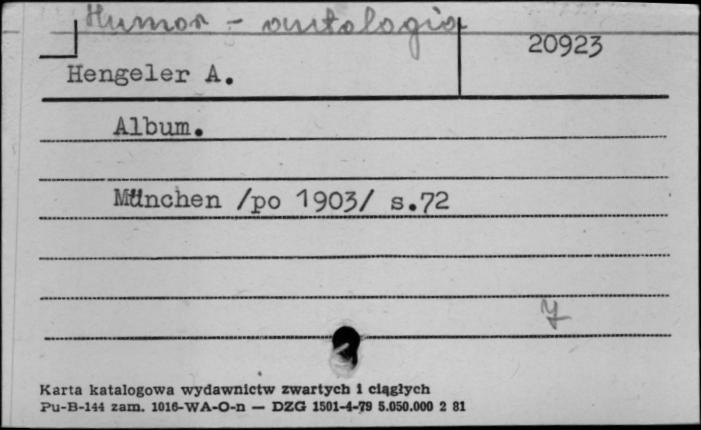 Humor - antologia
20923
Hengeler A.
Album.
München /po 1903/ s.72
Karta katalogowa wydawnictw zwartych i ciągłych
Pu-B-144 zam. 1016-WA-O-n — DZG 1501-4-79 5.050.000 2 81